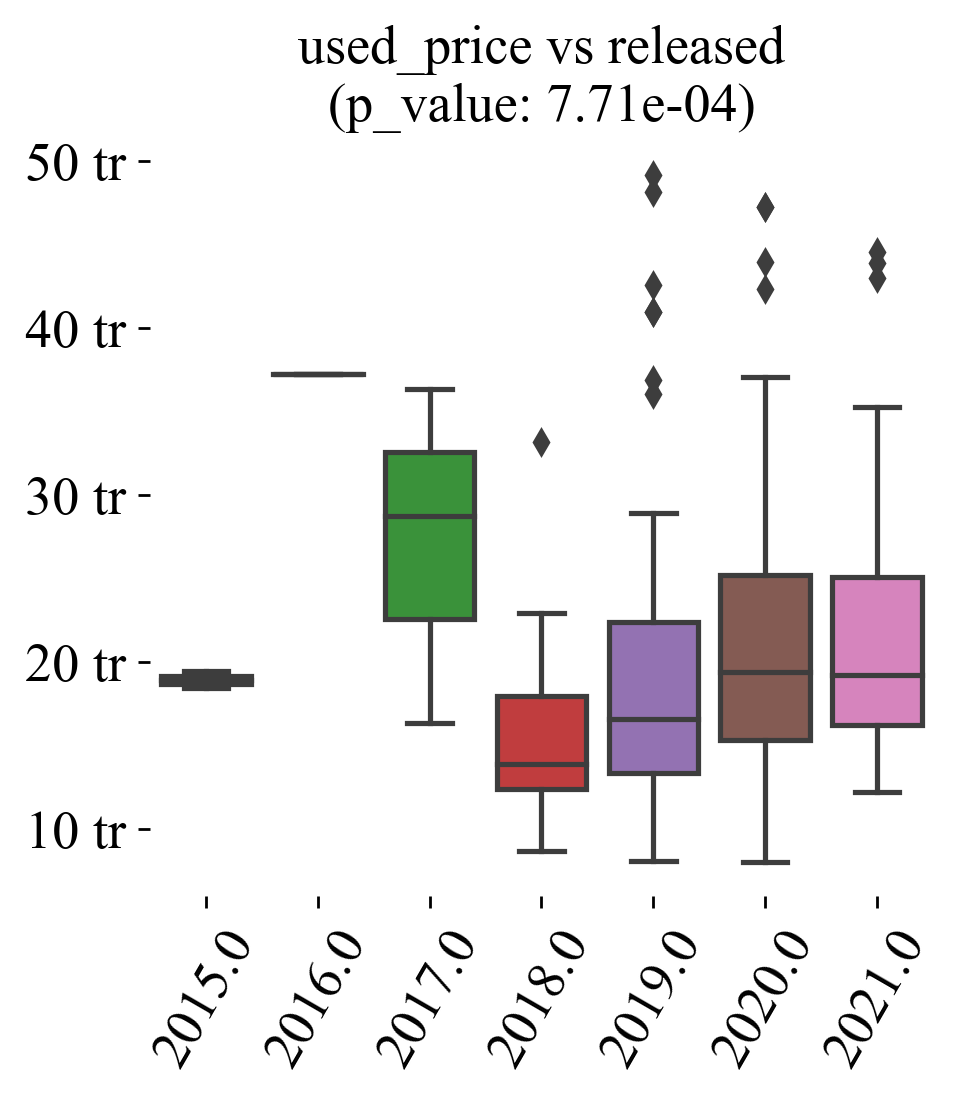 used_price vs released
(p_value: 7.71e-04)
50 tr
40 tr
30 tr
20 tr
10 tr
2015.0
2016.0
2017.0
2018.0
2019.0
2020.0
2021.0